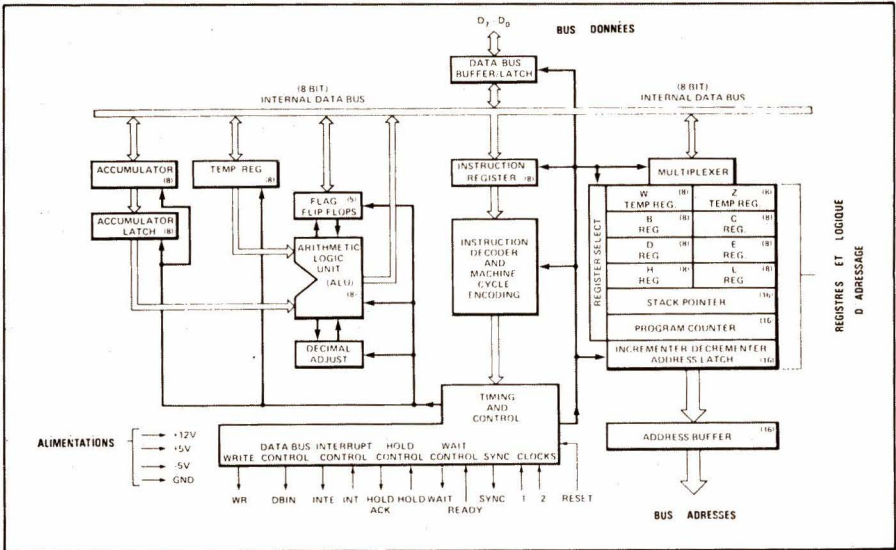 D7 - D0
BUS DONNÉES
DATA BUS
BUFFER/LATCH
(8 BIT)
INTERNAL DATA BUS
(8 BIT)
INTERNAL DATA BUS
ACCUMULATOR
(8)
TEMP REG
(8)
INSTRUCTION
REGISTER (8)
MULTIPLEXER
ACCUMULATOR
LATCH (8)
FLAG (5)
FLIP FLOPS
ARITHMETIC
LOGIC
UNIT
(ALU)
(8)
DECIMAL
ADJUST
INSTRUCTION
DECODER
AND
MACHINE
CYCLE
ENCODING
REGISTER SELECT
W (8)
TEMP REG.
Z (8)
TEMP REG.
B (8)
REG
C (8)
REG.
D (8)
REG
E (8)
REG.
H (8)
REG
L (8)
REG.
STACK POINTER (16)
PROGRAM COUNTER (16
INCREMENTER DECREMENTER
ADDRESS LATCH (16)
REGISTRES ET LOGIQUE
D ADRESSAGE
TIMING
AND
CONTROL
DATA BUS INTERRUPT HOLD WAIT
WRITE CONTROL CONTROL CONTROL CONTROL SYNC CLOCKS
ALIMENTATIONS
+12V
+5V
-5V
GND
ADDRESS BUFFER (16)
WR DBIN INTE INT HOLD HOLD WAIT SYNC 1 2 RESET
ACK READY
BUS ADRESSES